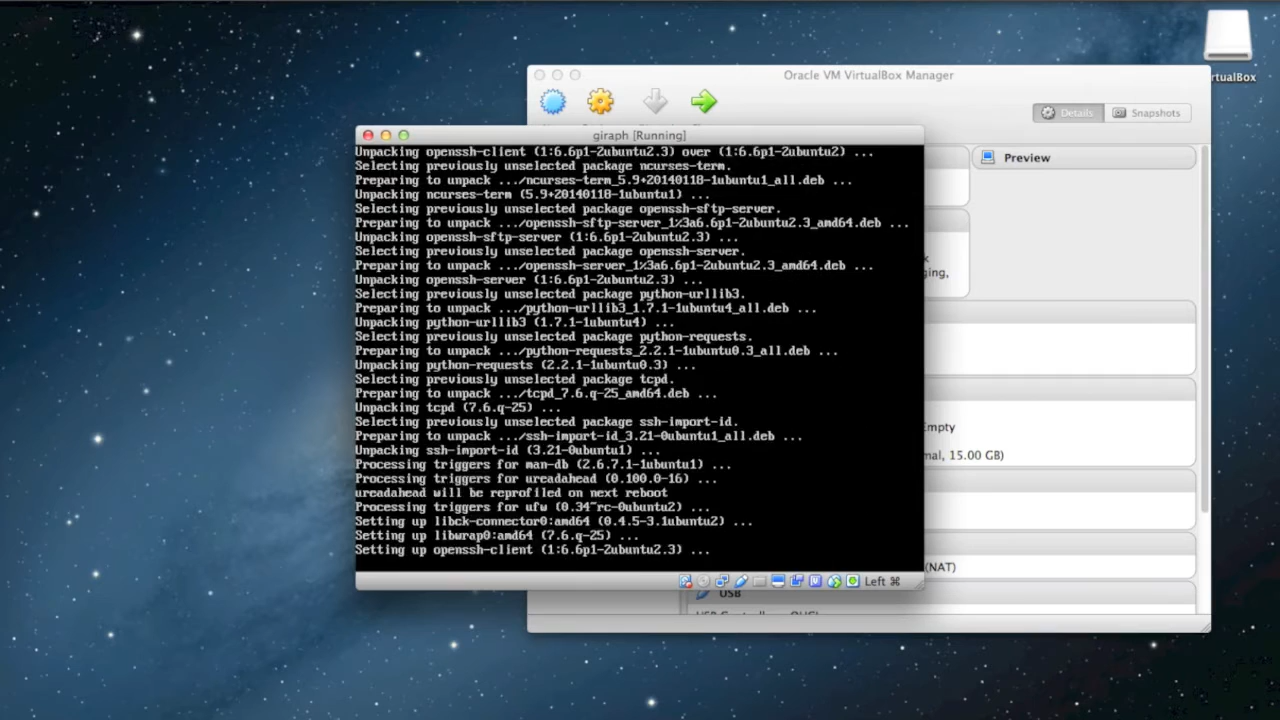 rtualBox
Oracle VM VirtualBox Manager
Details
Snapshots
giraph [Running]
Preview
Unpacking openssh-client (1:6.6p1-2ubuntu2.3) over (1:6.6p1-2ubuntu2) ...
Selecting previously unselected package ncurses-term.
Preparing to unpack .../ncurses-term_5.9+20140118-1ubuntu1_all.deb ...
Unpacking ncurses-term (5.9+20140118-1ubuntu1) ...
Selecting previously unselected package openssh-sftp-server.
Preparing to unpack .../openssh-sftp-server_1%3a6.6p1-2ubuntu2.3_amd64.deb ...
Unpacking openssh-sftp-server (1:6.6p1-2ubuntu2.3) ...
Selecting previously unselected package openssh-server.
Preparing to unpack .../openssh-server_1%3a6.6p1-2ubuntu2.3_amd64.deb ...
Unpacking openssh-server (1:6.6p1-2ubuntu2.3) ...
Selecting previously unselected package python-urllib3.
Preparing to unpack .../python-urllib3_1.7.1-1ubuntu4_all.deb ...
Unpacking python-urllib3 (1.7.1-1ubuntu4) ...
Selecting previously unselected package python-requests.
Preparing to unpack .../python-requests_2.2.1-1ubuntu0.3_all.deb ...
Unpacking python-requests (2.2.1-1ubuntu0.3) ...
Selecting previously unselected package tcpd.
Preparing to unpack .../tcpd_7.6.q-25_amd64.deb ...
Unpacking tcpd (7.6.q-25) ...
Selecting previously unselected package ssh-import-id.
Preparing to unpack .../ssh-import-id_3.21-0ubuntu1_all.deb ...
Unpacking ssh-import-id (3.21-0ubuntu1) ...
Processing triggers for man-db (2.6.7.1-1ubuntu1) ...
Processing triggers for ureadahead (0.100.0-16) ...
ureadahead will be reprofiled on next reboot
Processing triggers for ufw (0.34~rc-0ubuntu2) ...
Setting up libck-connector0:amd64 (0.4.5-3.1ubuntu2) ...
Setting up libwrap0:amd64 (7.6.q-25) ...
Setting up openssh-client (1:6.6p1-2ubuntu2.3) ...
Left ⌘
k
ging,
Empty
mal, 15.00 GB)
(NAT)
USB